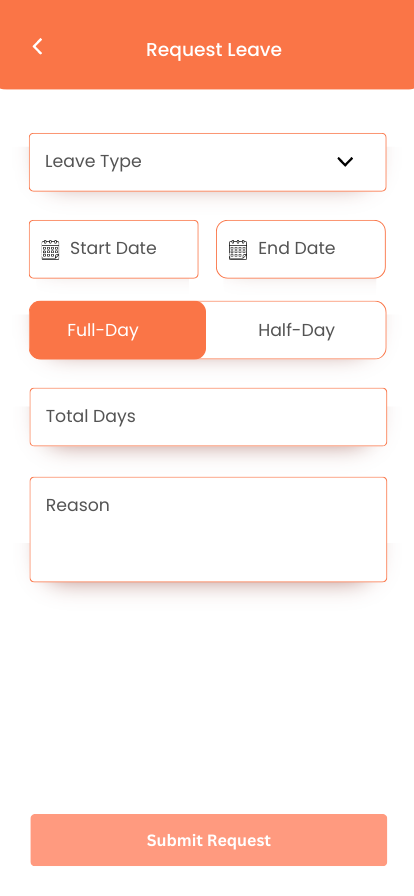 Request Leave
Leave Type
Start Date
End Date
Full-Day
Half-Day
Total Days
Reason
Submit Request